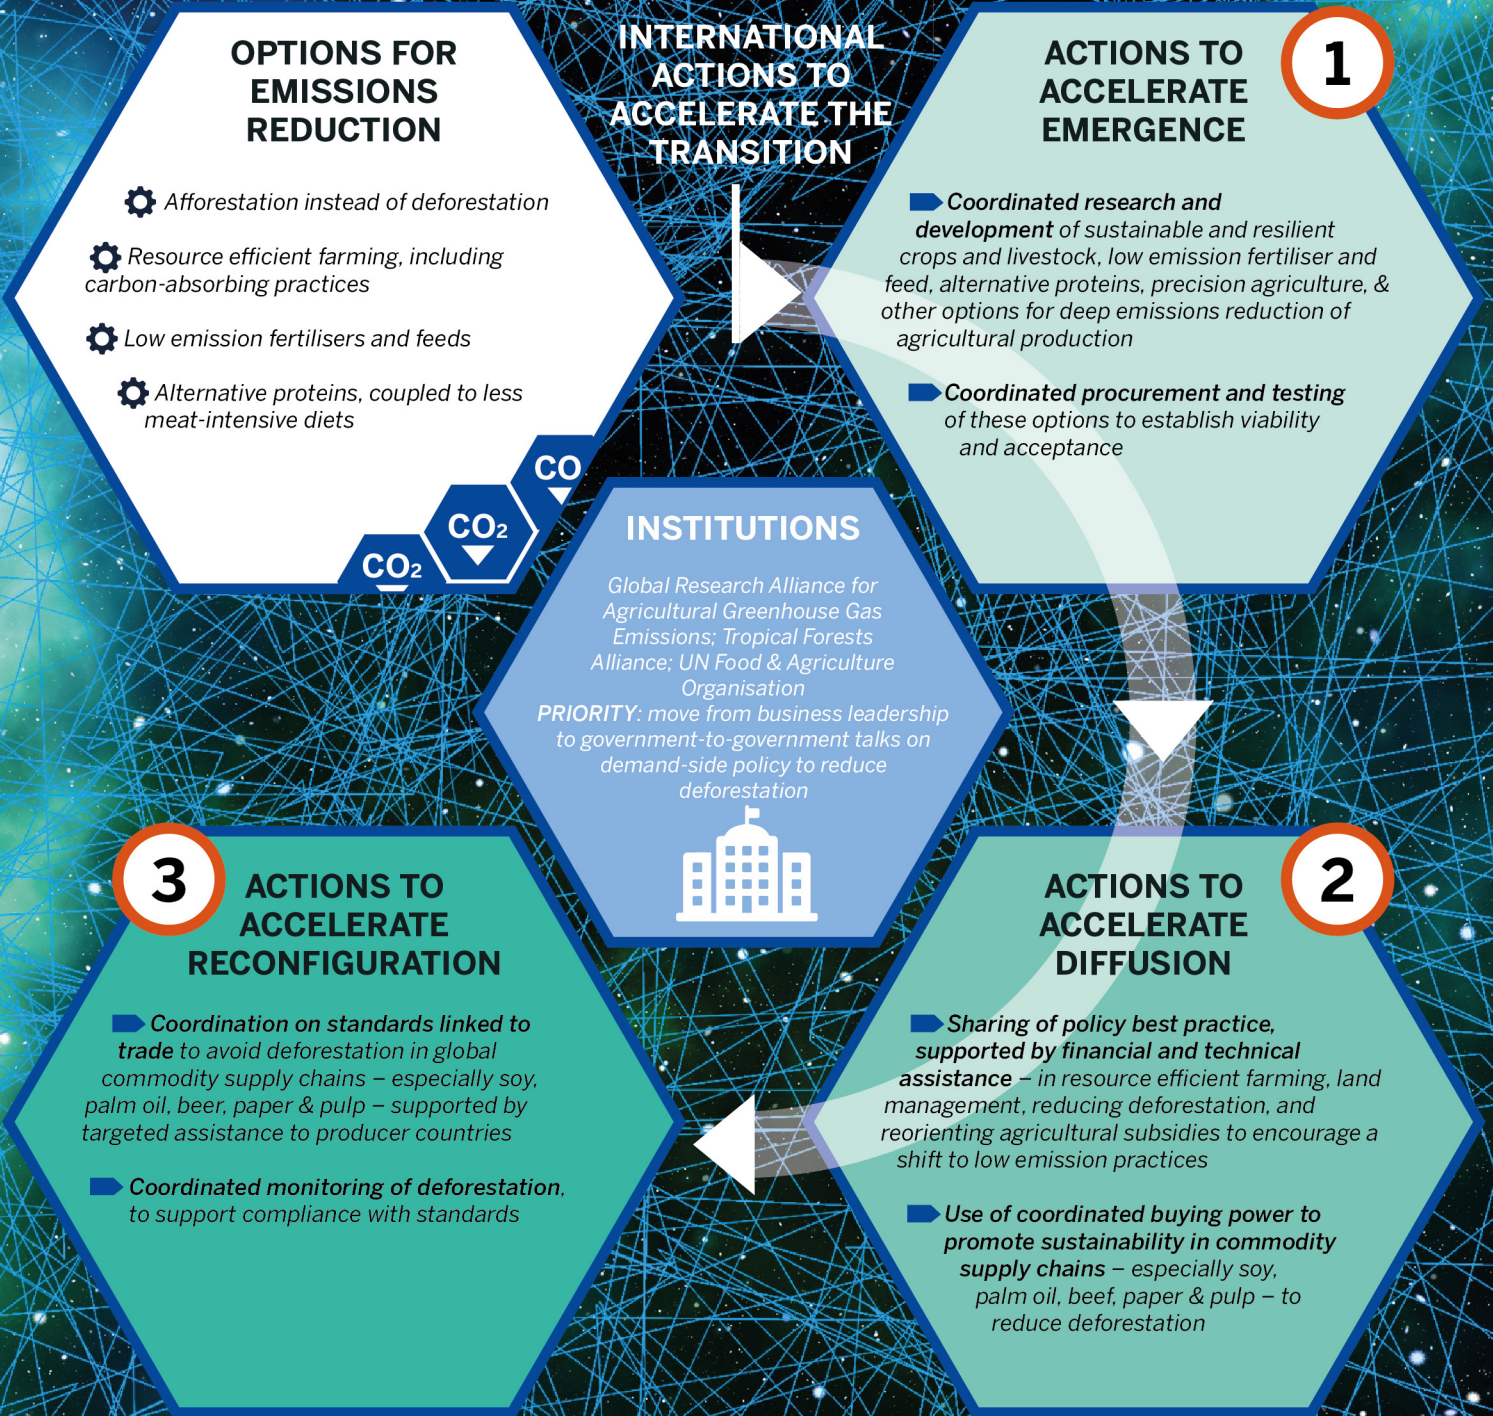 OPTIONS FOR
EMISSIONS
REDUCTION
Afforestation instead of deforestation
Resource efficient farming, including
carbon-absorbing practices
Low emission fertilisers and feeds
Alternative proteins, coupled to less
meat-intensive diets
CO
CO₂
CO₂
INTERNATIONAL
ACTIONS TO
ACCELERATE THE
TRANSITION
1
ACTIONS TO
ACCELERATE
EMERGENCE
Coordinated research and
development of sustainable and resilient
crops and livestock, low emission fertiliser and
feed, alternative proteins, precision agriculture, &
other options for deep emissions reduction of
agricultural production
Coordinated procurement and testing
of these options to establish viability
and acceptance
INSTITUTIONS
Global Research Alliance for
Agricultural Greenhouse Gas
Emissions; Tropical Forests
Alliance; UN Food & Agriculture
Organisation
PRIORITY: move from business leadership
to government-to-government talks on
demand-side policy to reduce
deforestation
2
ACTIONS TO
ACCELERATE
DIFFUSION
Sharing of policy best practice,
supported by financial and technical
assistance – in resource efficient farming, land
management, reducing deforestation, and
reorienting agricultural subsidies to encourage a
shift to low emission practices
Use of coordinated buying power to
promote sustainability in commodity
supply chains – especially soy,
palm oil, beef, paper & pulp – to
reduce deforestation
3
ACTIONS TO
ACCELERATE
RECONFIGURATION
Coordination on standards linked to
trade to avoid deforestation in global
commodity supply chains – especially soy,
palm oil, beer, paper & pulp – supported by
targeted assistance to producer countries
Coordinated monitoring of deforestation,
to support compliance with standards